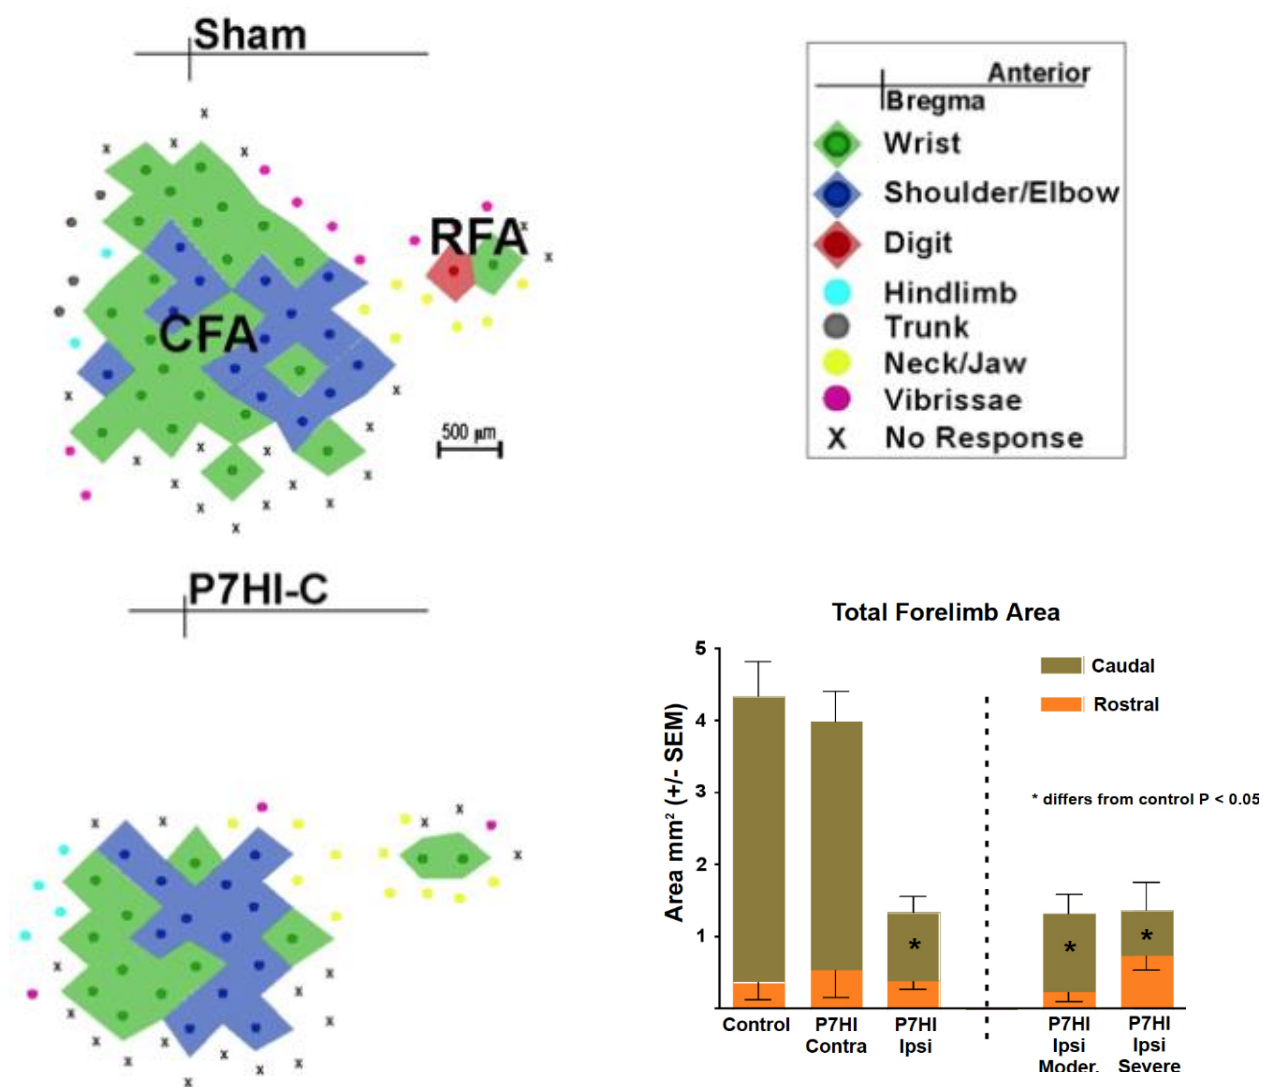 Sham
RFA
CFA
500 µm
Anterior
Bregma
Wrist
Shoulder/Elbow
Digit
Hindlimb
Trunk
Neck/Jaw
Vibrissae
X No Response
P7HI-C
Total Forelimb Area
Caudal
Rostral
* differs from control P < 0.05
Area mm² (+/- SEM)
5
4
3
2
1
*
*
*
Control
P7HI
Contra
P7HI
Ipsi
P7HI
Ipsi
Moder.
P7HI
Ipsi
Severe